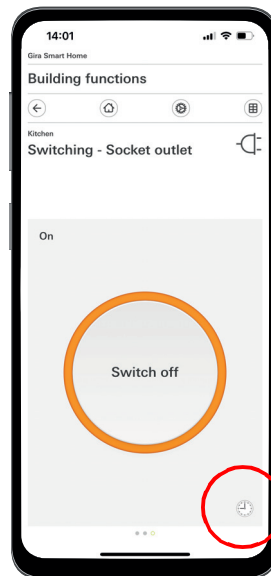 14:01
Gira Smart Home
Building functions
Kitchen
Switching - Socket outlet
On
Switch off